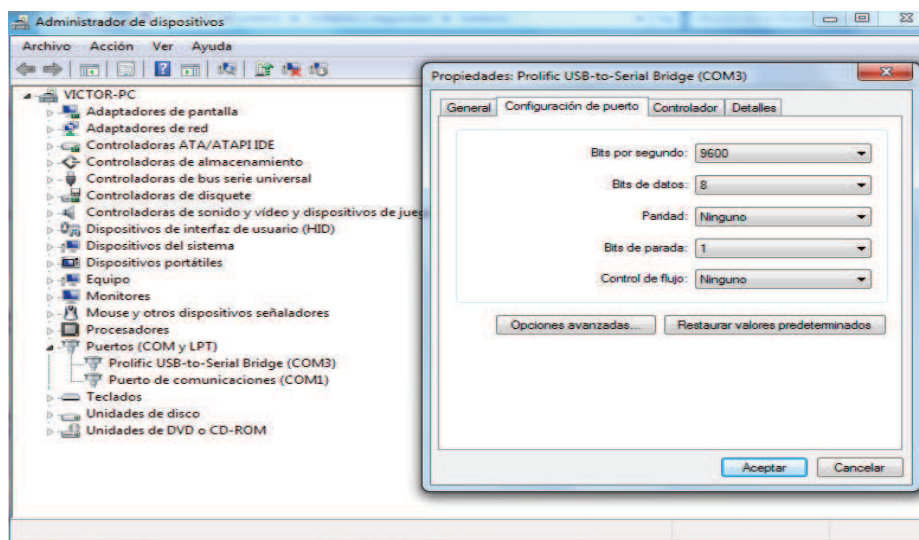 Administrador de dispositivos
Archivo Acción Ver Ayuda
VICTOR-PC
Adaptadores de pantalla
Adaptadores de red
Controladoras ATA/ATAPI IDE
Controladoras de almacenamiento
Controladoras de bus serie universal
Controladoras de disquete
Controladoras de sonido y vídeo y dispositivos de jueg
Dispositivos de interfaz de usuario (HID)
Dispositivos del sistema
Dispositivos portátiles
Equipo
Monitores
Mouse y otros dispositivos señaladores
Procesadores
Puertos (COM y LPT)
Prolific USB-to-Serial Bridge (COM3)
Puerto de comunicaciones (COM1)
Teclados
Unidades de disco
Unidades de DVD o CD-ROM
Propiedades: Prolific USB-to-Serial Bridge (COM3)
General Configuración de puerto Controlador Detalles
Bits por segundo: 9600
Bits de datos: 8
Paridad: Ninguno
Bits de parada: 1
Control de flujo: Ninguno
Opciones avanzadas... Restaurar valores predeterminados
Aceptar Cancelar